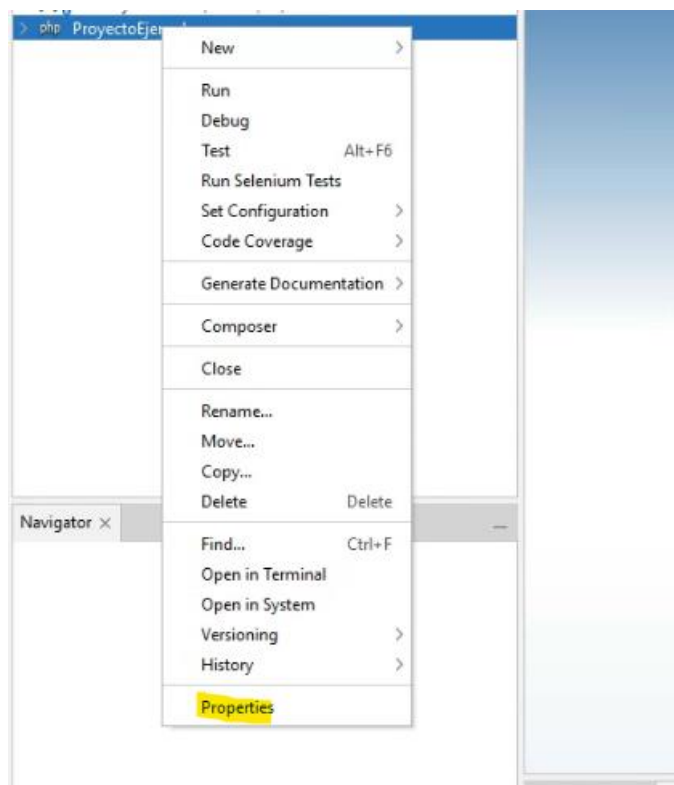 php
New
Run
Debug
Test Alt+F6
Run Selenium Tests
Set Configuration
Code Coverage
Generate Documentation
Composer
Close
Rename...
Move...
Copy...
Delete Delete
Navigator
Find... Ctrl+F
Open in Terminal
Open in System
Versioning
History
Properties